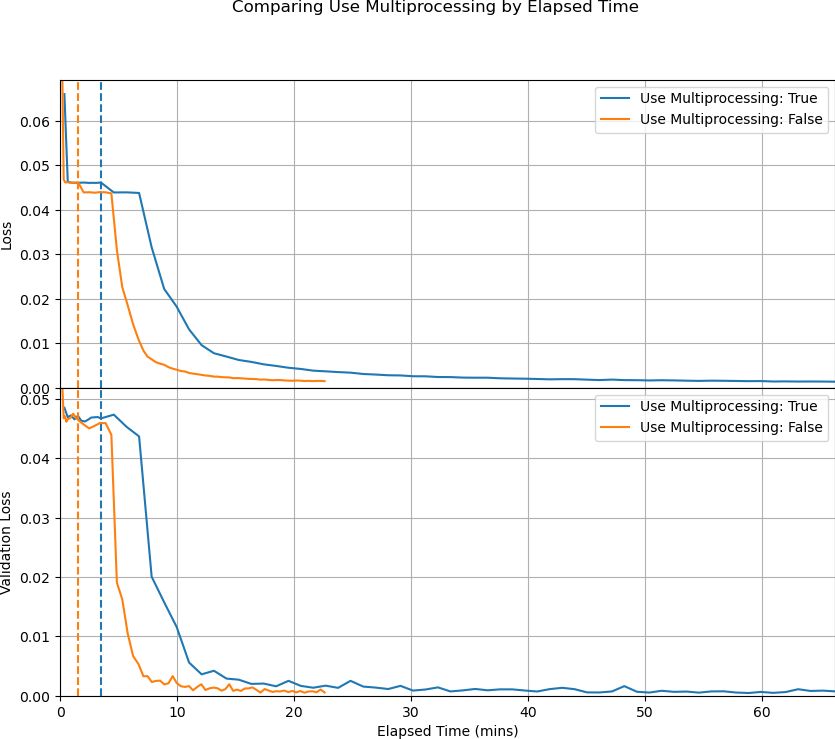 Comparing Use Multiprocessing by Elapsed Time
Use Multiprocessing: True
Use Multiprocessing: False
0.06
0.05
0.04
0.03
0.02
0.01
0.00
Loss
Use Multiprocessing: True
Use Multiprocessing: False
0.05
0.04
0.03
0.02
0.01
0.00
Validation Loss
0 10 20 30 40 50 60
Elapsed Time (mins)